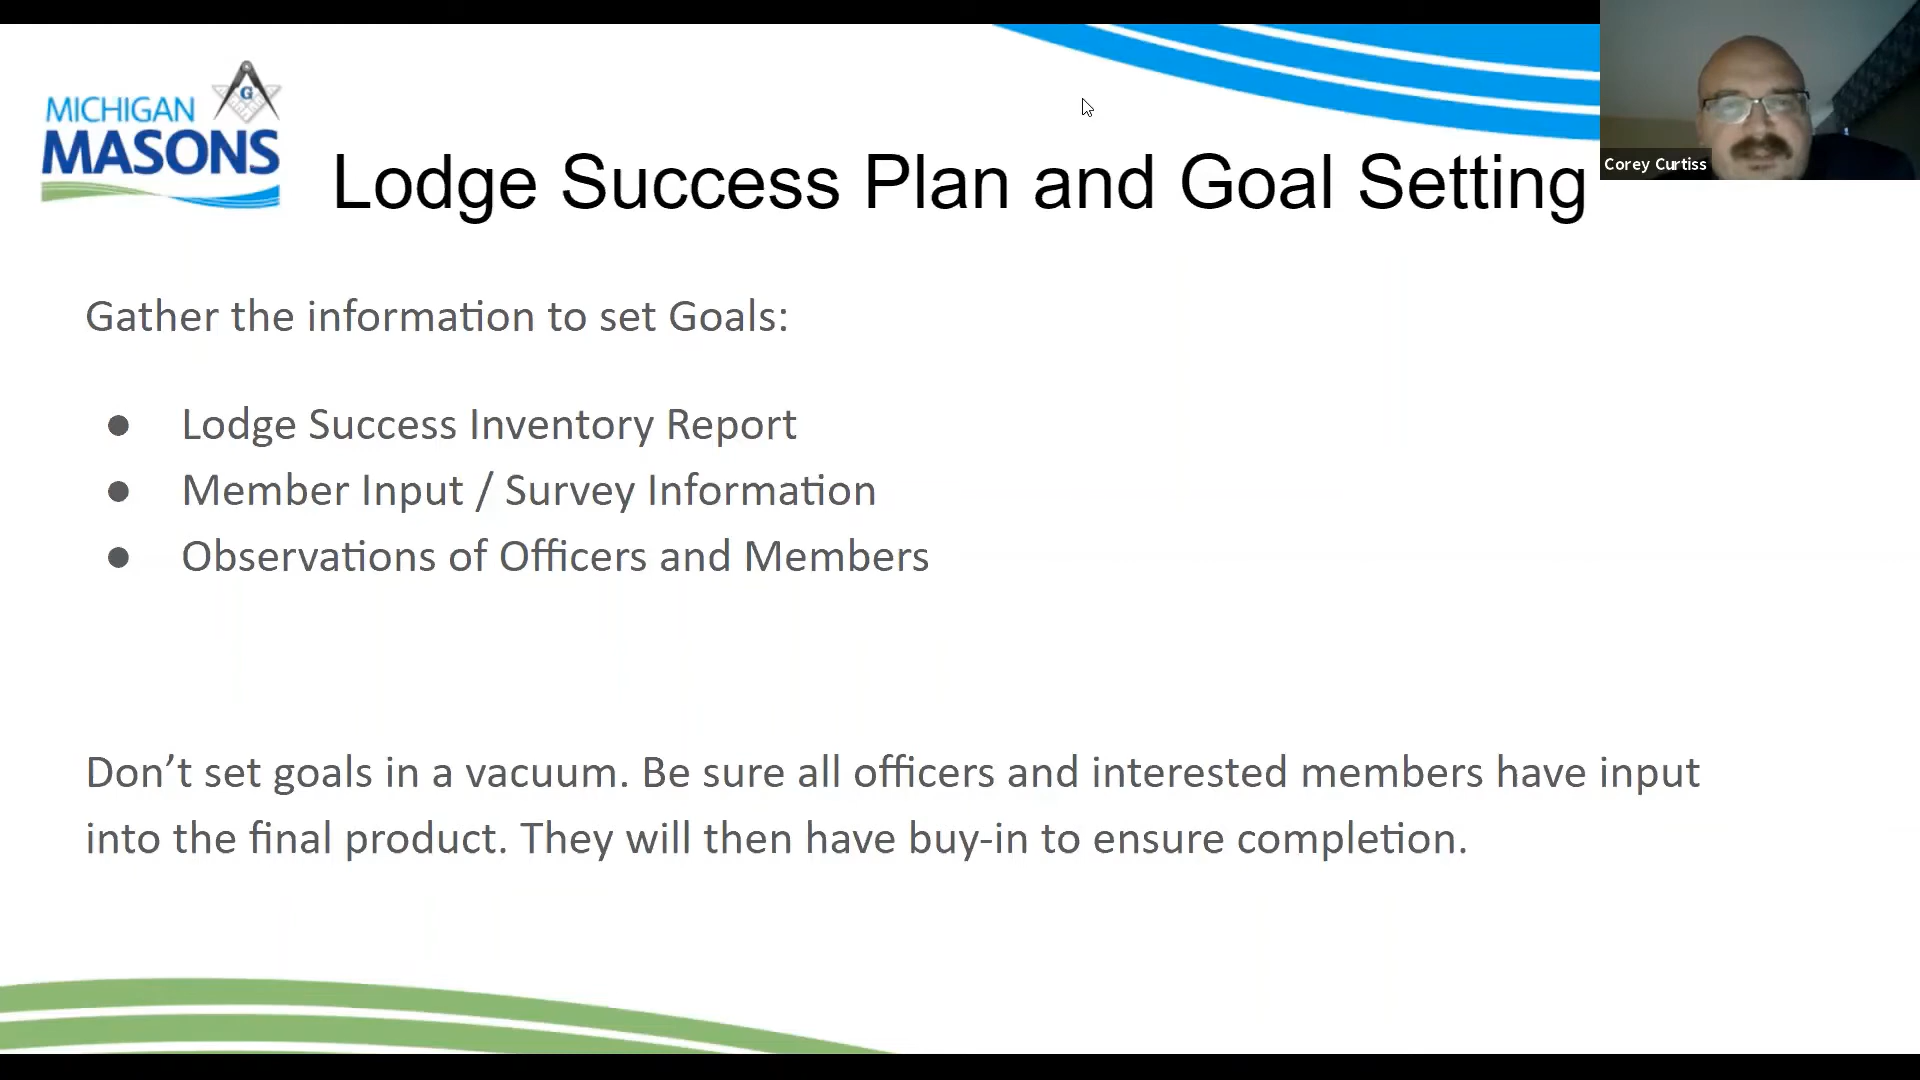 MICHIGAN
MASONS
G
Lodge Success Plan and Goal Setting
Corey Curtiss
Gather the information to set Goals:
● Lodge Success Inventory Report
● Member Input / Survey Information
● Observations of Officers and Members
Don’t set goals in a vacuum. Be sure all officers and interested members have input
into the final product. They will then have buy-in to ensure completion.